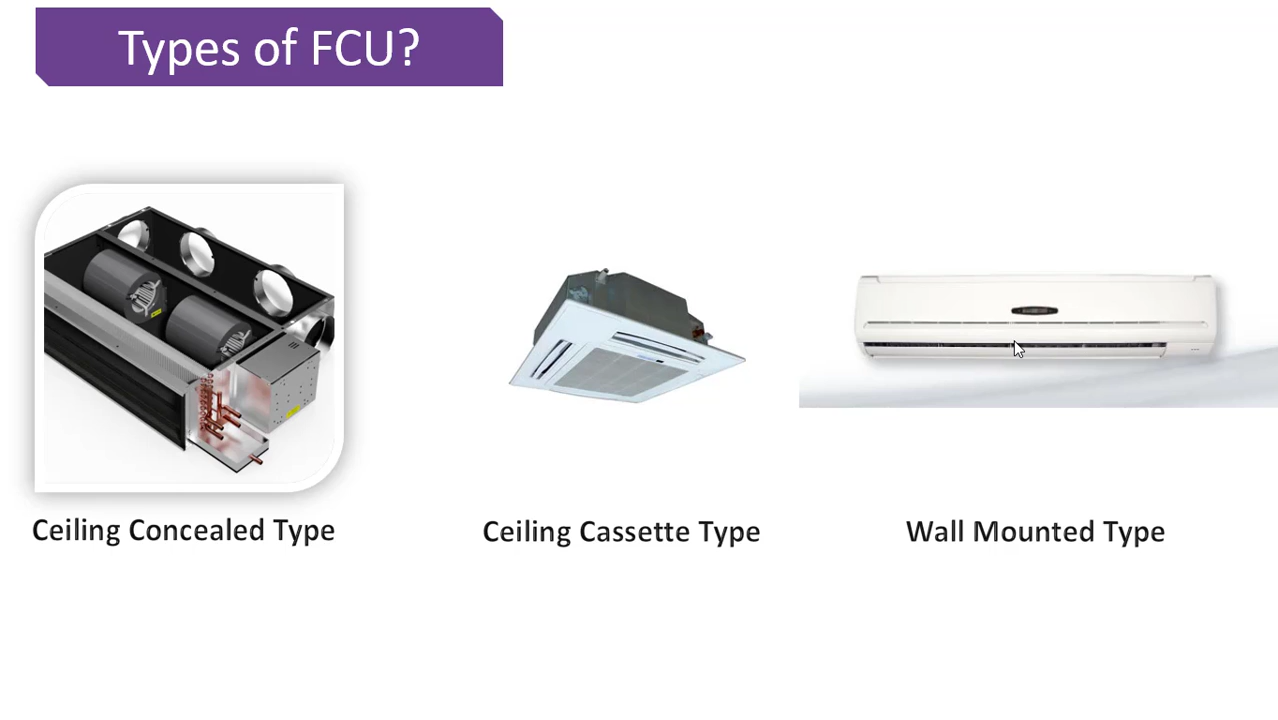 Types of FCU?
Ceiling Concealed Type
Ceiling Cassette Type
Wall Mounted Type